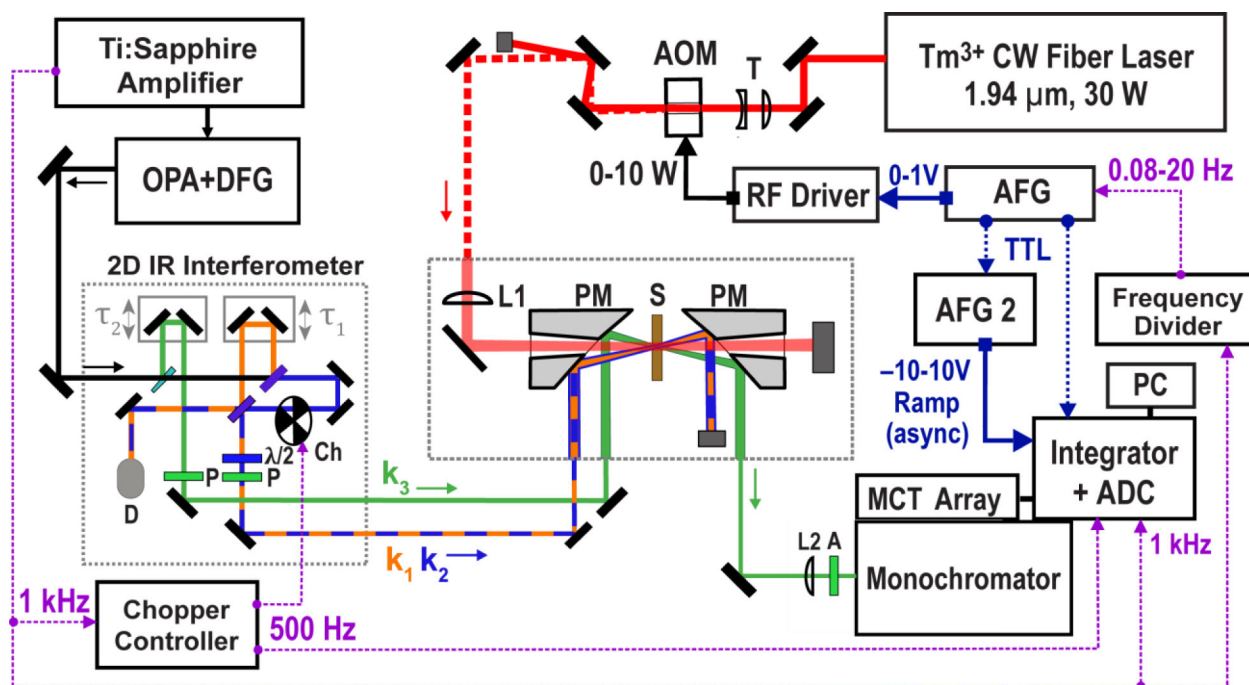 Ti:Sapphire
Amplifier
OPA+DFG
AOM
T
Tm³⁺ CW Fiber Laser
1.94 μm, 30 W
0-10 W
RF Driver
0-1V
AFG
0.08-20 Hz
TTL
AFG 2
Frequency
Divider
–10-10V
Ramp
(async)
PC
Integrator
+ ADC
MCT Array
Monochromator
1 kHz
2D IR Interferometer
τ₂
τ₁
L1
PM
S
PM
Ch
λ/2
P
P
D
k₃
k₁ k₂
L2 A
1 kHz
Chopper
Controller
500 Hz